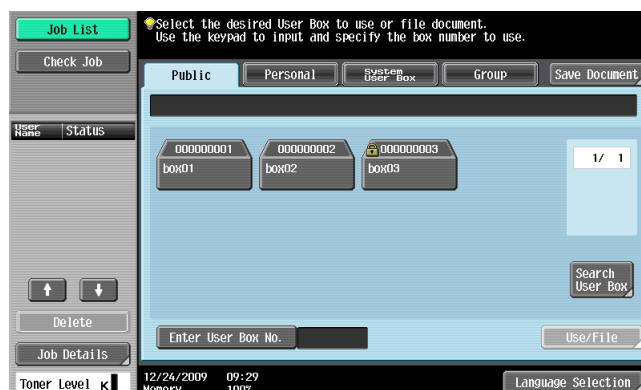 Job List
Check Job
User Name
Status
Delete
Job Details
Toner Level K
Select the desired User Box to use or file document.
Use the keypad to input and specify the box number to use.
Public
Personal
System User Box
Group
Save Document
000000001
box01
000000002
box02
000000003
box03
1/ 1
Search
User Box
Enter User Box No.
Use/File
12/24/2009 09:29
Memory 100%
Language Selection